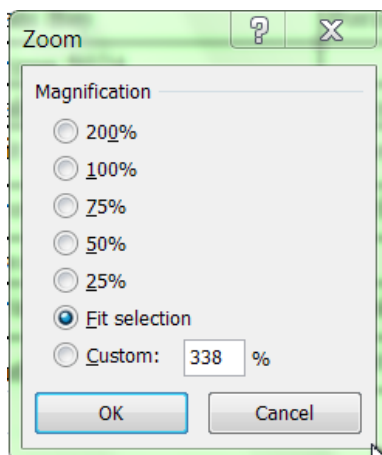 Zoom
Magnification
200%
100%
75%
50%
25%
Fit selection
Custom: 338 %
OK Cancel